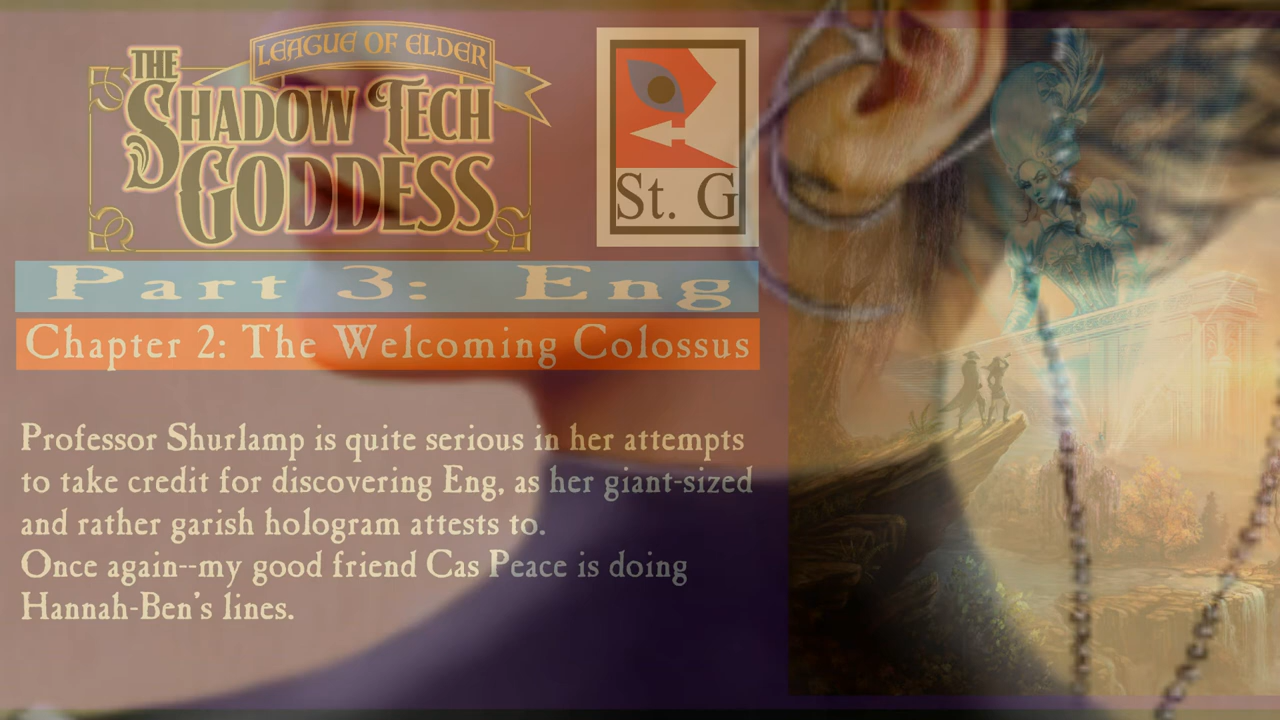 LEAGUE OF ELDER
THE
SHADOW TECH
GODDESS
St. G
Part 3: Eng
Chapter 2: The Welcoming Colossus
Professor Shurlamp is quite serious in her attempts
to take credit for discovering Eng, as her giant-sized
and rather garish hologram attests to.
Once again--my good friend Cas Peace is doing
Hannah-Ben's lines.